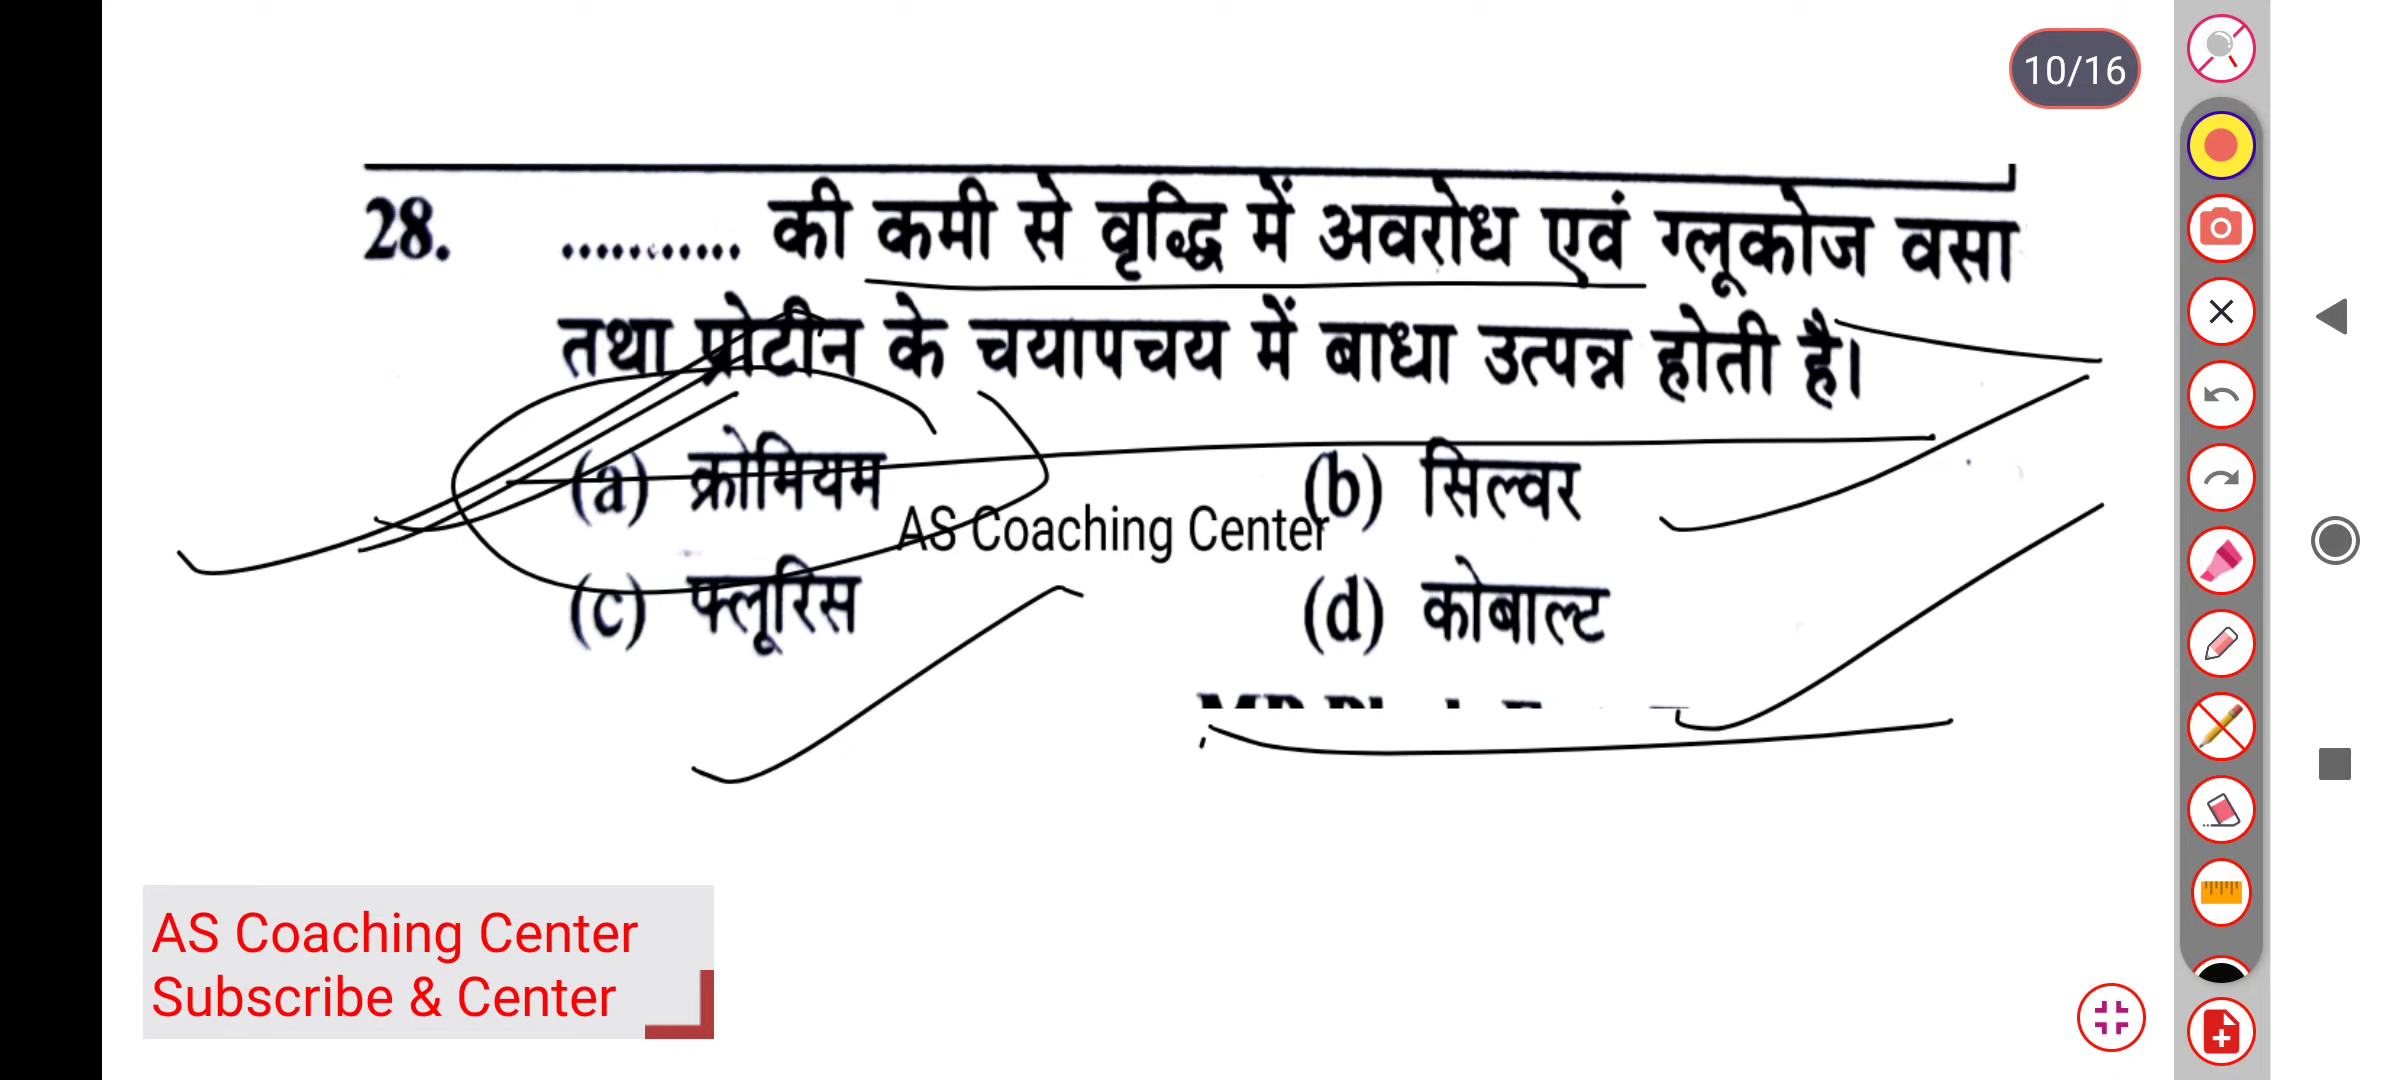 10/16
28. ........... की कमी से वृद्धि में अवरोध एवं ग्लूकोज वसा
तथा प्रोटीन के चयापचय में बाधा उत्पन्न होती है।
(a) क्रोमियम (b) सिल्वर
AS Coaching Center
(c) फ्लूरिस (d) कोबाल्ट
AS Coaching Center
Subscribe & Center